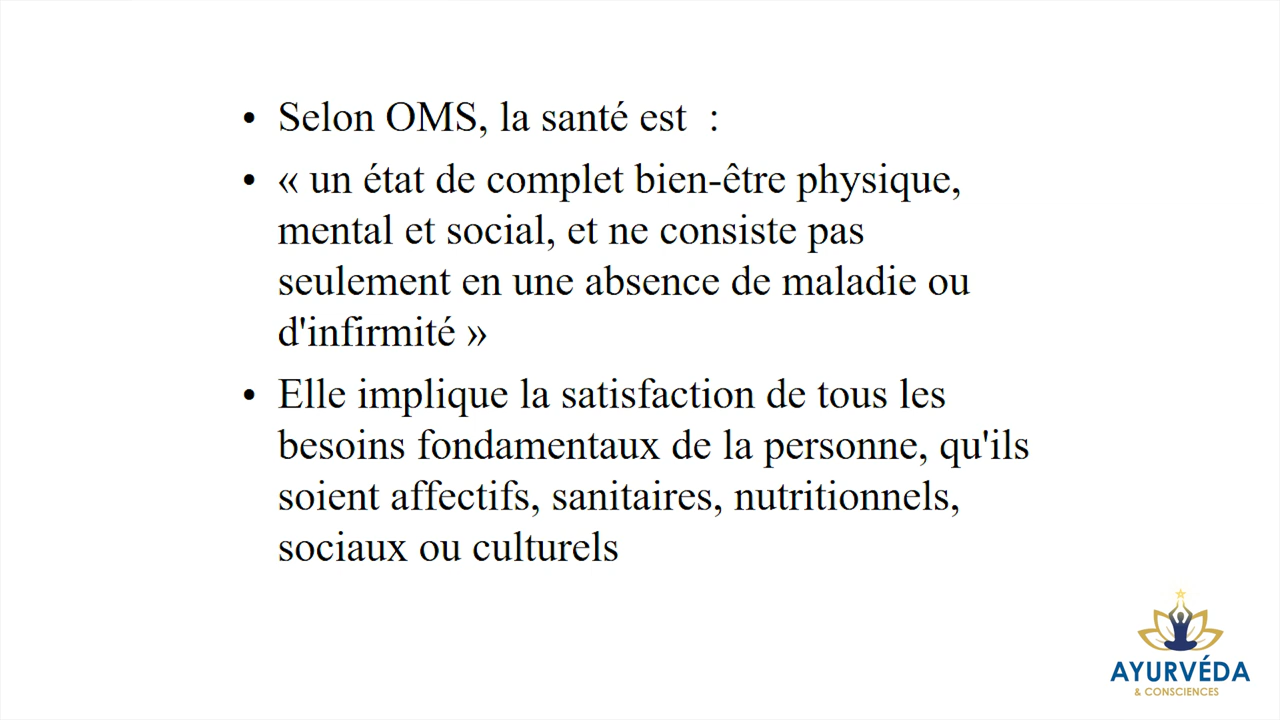 • Selon OMS, la santé est  :
• « un état de complet bien-être physique,
mental et social, et ne consiste pas
seulement en une absence de maladie ou
d'infirmité »
• Elle implique la satisfaction de tous les
besoins fondamentaux de la personne, qu'ils
soient affectifs, sanitaires, nutritionnels,
sociaux ou culturels
AYURVÉDA
& CONSCIENCES